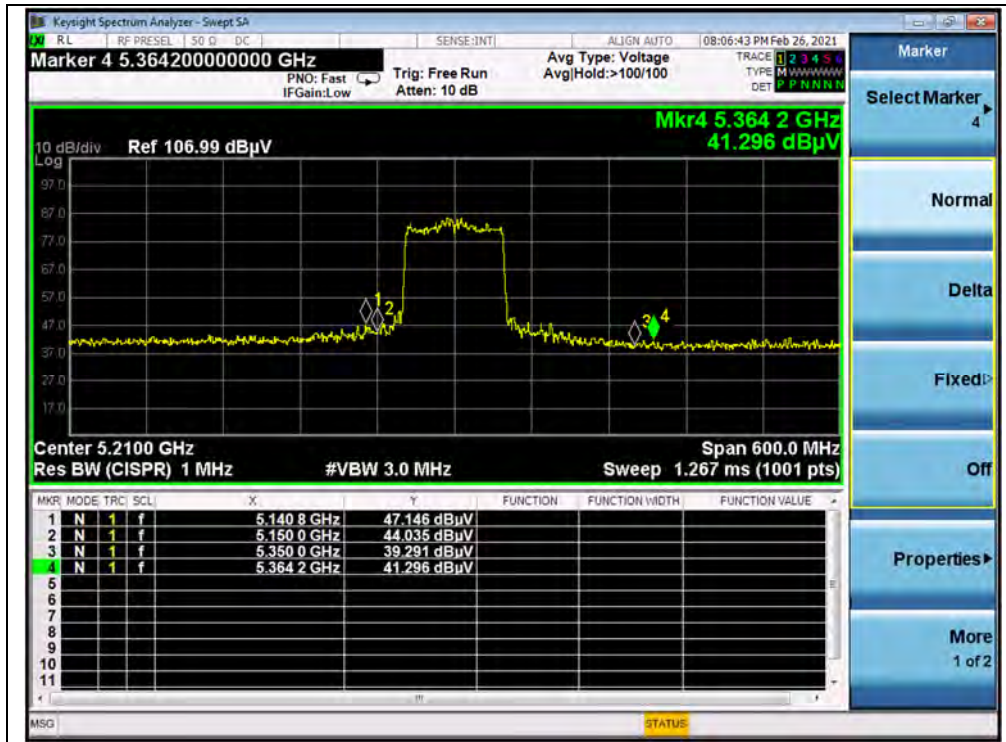 Keysight Spectrum Analyzer - Swept SA
RL RF PRESEL 50 Ω DC SENSE:INT ALIGN AUTO 08:06:43 PM Feb 26, 2021
Marker 4 5.364200000000 GHz
PNO: Fast
IFGain:Low
Trig: Free Run
Atten: 10 dB
Avg Type: Voltage
Avg|Hold:>100/100
TRACE 1 2 3 4 5 6
TYPE M WWWWW
DET P P N N N N
Marker
Select Marker
4
Normal
Delta
Fixed
Off
Properties
More
1 of 2
Mkr4 5.364 2 GHz
41.296 dBµV
10 dB/div Ref 106.99 dBµV
Log
97.0
87.0
77.0
67.0
57.0
47.0
37.0
27.0
17.0
1
2
3
4
Center 5.2100 GHz Span 600.0 MHz
Res BW (CISPR) 1 MHz #VBW 3.0 MHz Sweep 1.267 ms (1001 pts)
MKR MODE TRC SCL X Y FUNCTION FUNCTION WIDTH FUNCTION VALUE
1 N 1 f 5.140 8 GHz 47.146 dBµV
2 N 1 f 5.150 0 GHz 44.035 dBµV
3 N 1 f 5.350 0 GHz 39.291 dBµV
4 N 1 f 5.364 2 GHz 41.296 dBµV
5
6
7
8
9
10
11
MSG STATUS